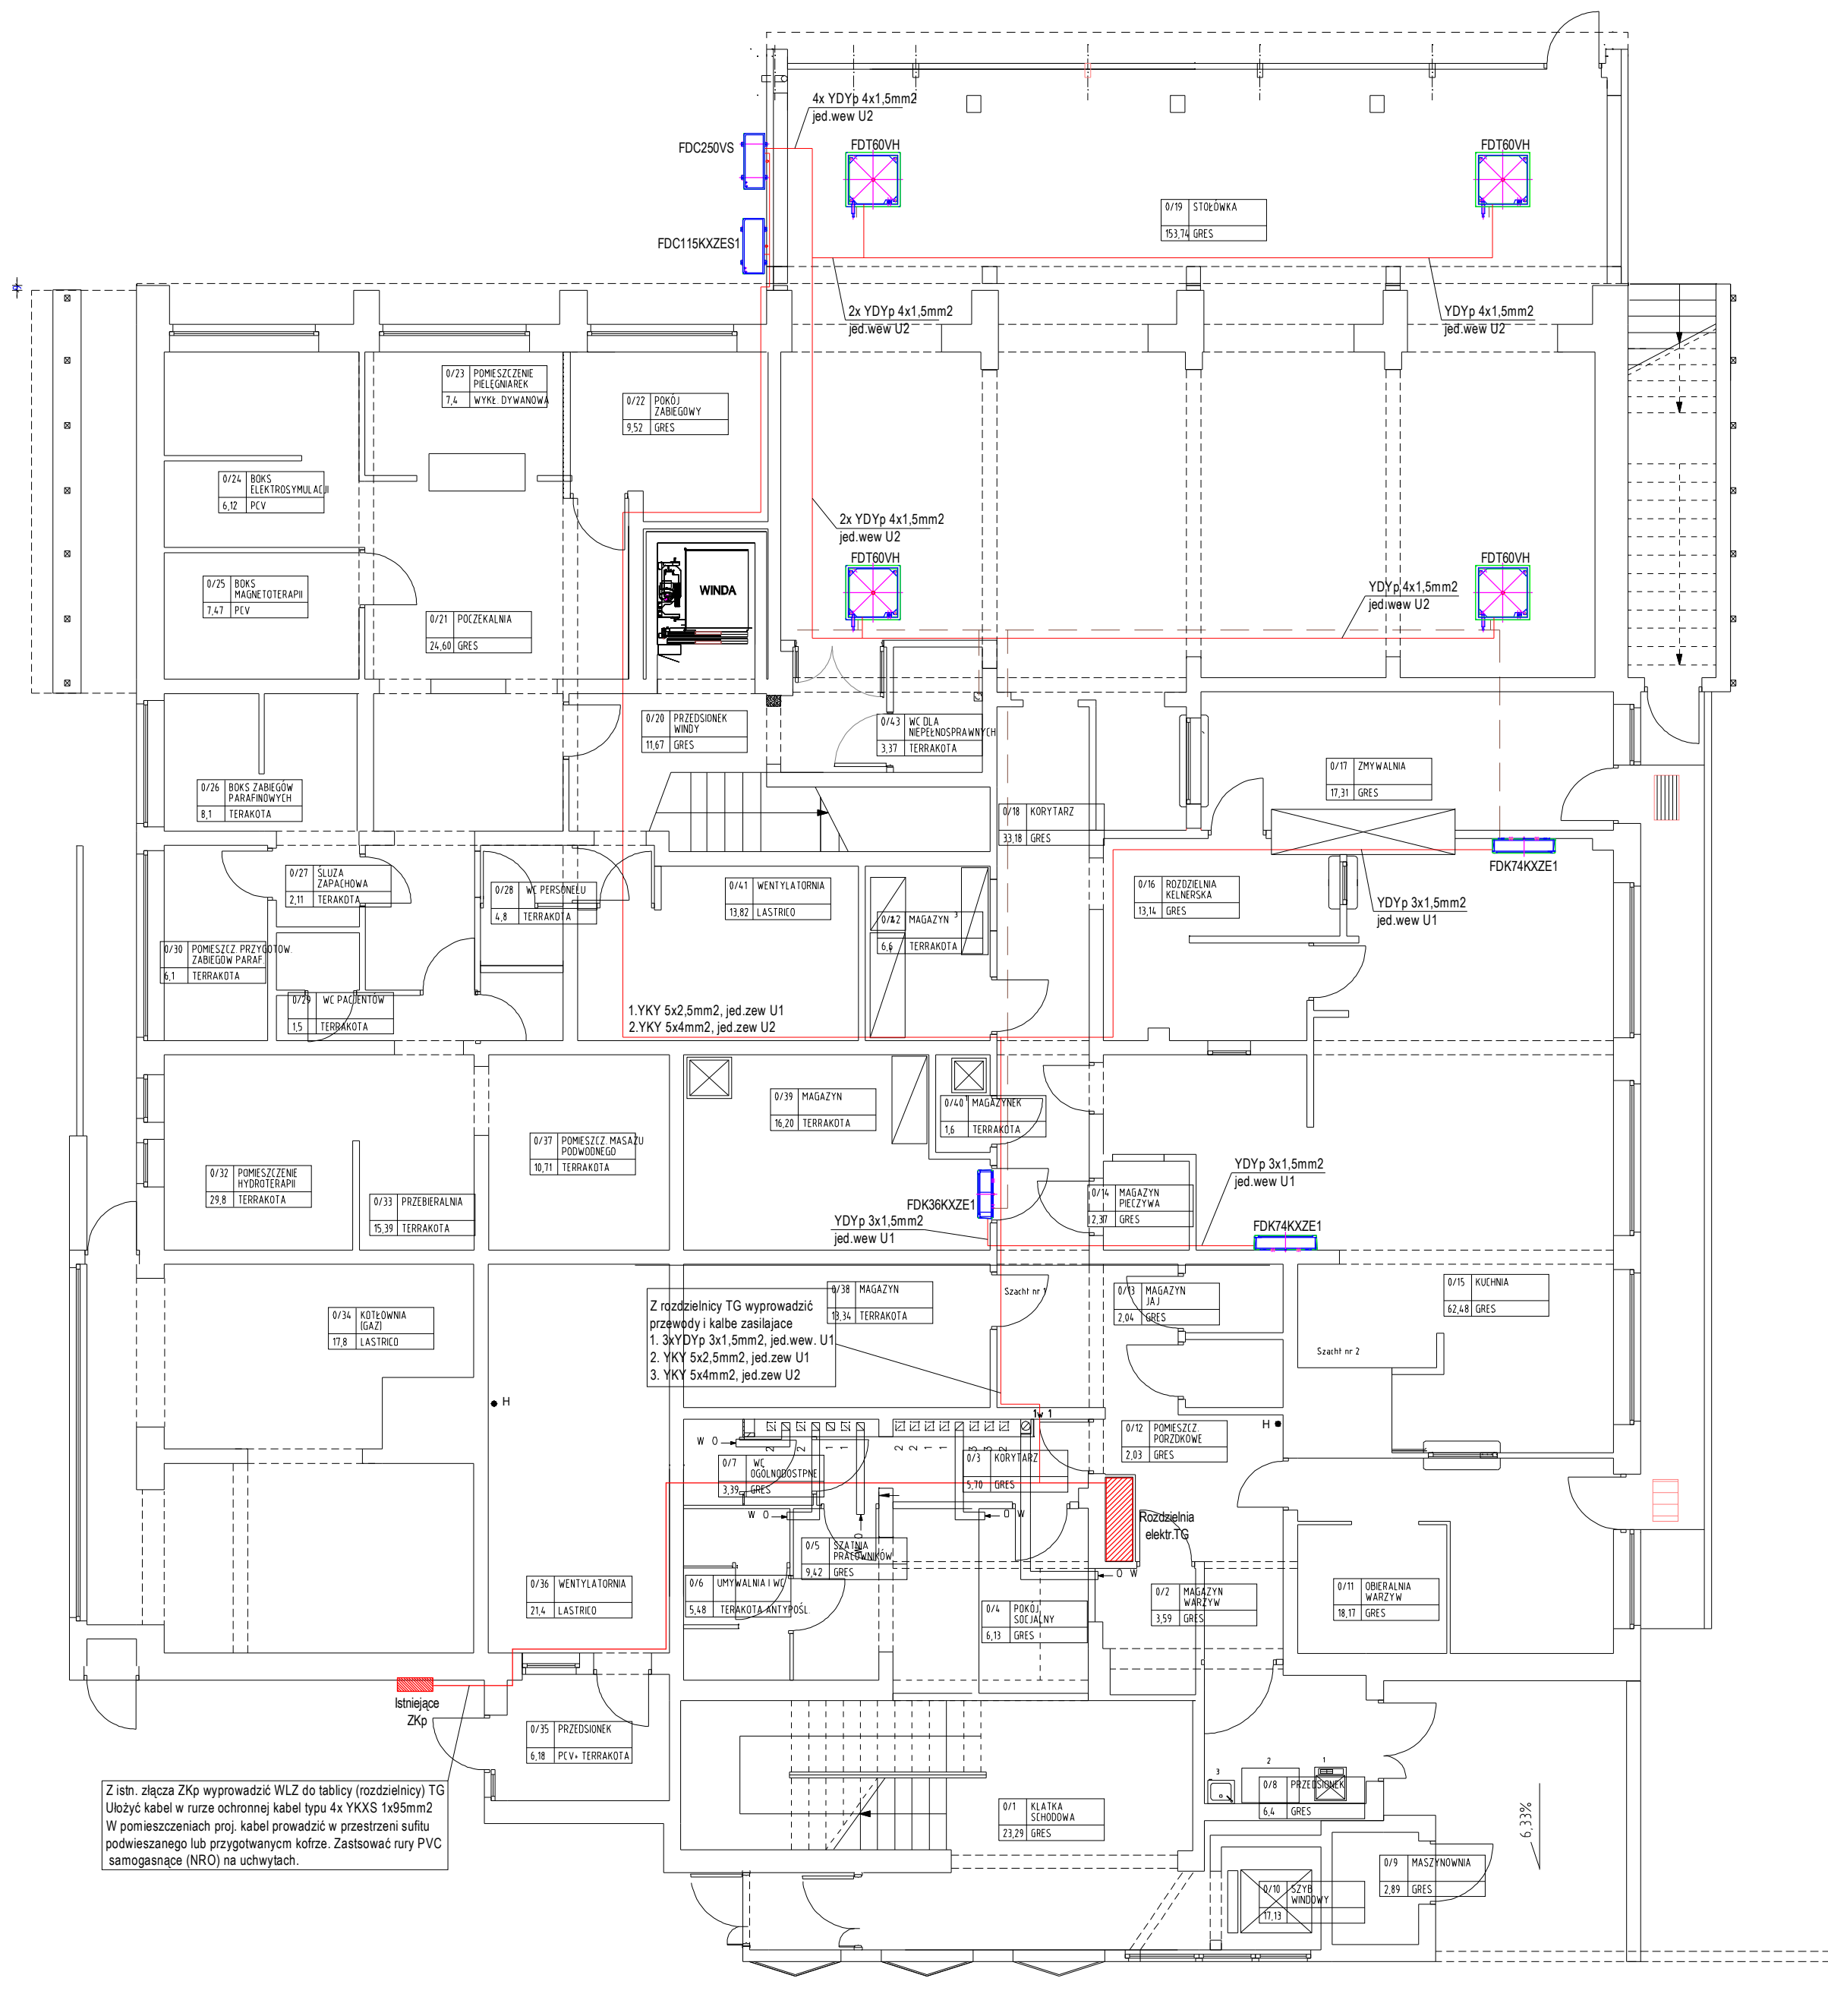 4x YDYp 4x1,5mm2
jed.wew U2
FDC250VS
FDT60VH
FDT60VH
0/19 STOŁÓWKA
153,74 GRES
FDC115KXZES1
2x YDYp 4x1,5mm2
jed.wew U2
YDYp 4x1,5mm2
jed.wew U2
0/23 POMIESZCZENIE
PIELĘGNIAREK
7,4 WYKŁ. DYWANOWA
0/22 POKÓJ
ZABIEGOWY
9,52 GRES
0/24 BOKS
ELEKTROSYMULACJI
6,12 PCV
2x YDYp 4x1,5mm2
jed.wew U2
FDT60VH
FDT60VH
0/25 BOKS
MAGNETOTERAPII
7,47 PCV
WINDA
YDYp 4x1,5mm2
jed.wew U2
0/21 POCZEKALNIA
24,60 GRES
0/20 PRZEDSIONEK
WINDY
11,67 GRES
0/43 WC DLA
NIEPEŁNOSPRAWNYCH
3,37 TERRAKOTA
0/17 ZMYWALNIA
17,31 GRES
0/26 BOKS ZABIEGÓW
PARAFINOWYCH
8,1 TERAKOTA
0/18 KORYTARZ
33,18 GRES
FDK74KXZE1
0/27 ŚLUZA
ZAPACHOWA
2,11 TERAKOTA
0/28 WC PERSONELU
4,8 TERRAKOTA
0/41 WENTYLATORNIA
13,82 LASTRICO
0/16 ROZDZIELNIA
KELNERSKA
13,14 GRES
YDYp 3x1,5mm2
jed.wew U1
0/42 MAGAZYN 3
6,6 TERRAKOTA
0/30 POMIESZCZ. PRZYGOTOW.
ZABIEGÓW PARAF.
6,1 TERRAKOTA
0/29 WC PACJENTÓW
1,5 TERRAKOTA
1.YKY 5x2,5mm2, jed.zew U1
2.YKY 5x4mm2, jed.zew U2
0/39 MAGAZYN
16,20 TERRAKOTA
0/40 MAGAZYNEK
1,6 TERRAKOTA
0/37 POMIESZCZ. MASAŻU
PODWODNEGO
10,71 TERRAKOTA
0/32 POMIESZCZENIE
HYDROTERAPII
29,8 TERRAKOTA
0/33 PRZEBIERALNIA
15,39 TERRAKOTA
YDYp 3x1,5mm2
jed.wew U1
0/14 MAGAZYN
PIECZYWA
2,37 GRES
FDK36KXZE1
YDYp 3x1,5mm2
jed.wew U1
FDK74KXZE1
0/15 KUCHNIA
62,48 GRES
0/38 MAGAZYN
13,34 TERRAKOTA
Szacht nr 1
0/13 MAGAZYN
JAJ
2,04 GRES
0/34 KOTŁOWNIA
(GAZ)
17,8 LASTRICO
Z rozdzielnicy TG wyprowadzić
przewody i kalbe zasilajace
1. 3xYDYp 3x1,5mm2, jed.wew. U1
2. YKY 5x2,5mm2, jed.zew U1
3. YKY 5x4mm2, jed.zew U2
Szacht nr 2
H
1w 1
H
0/12 POMIESZCZ.
PORZDKOWE
2,03 GRES
W O
2 2 1 1 2 2 1 1 3 3 2
0/7 WC
OGOLNODOSTPNE
3,39 GRES
0/3 KORYTARZ
5,70 GRES
W O
O W
Rozdzielnia
elektr.TG
0/5 SZATNIA
PRACOWNIKÓW
9,42 GRES
O W
0/36 WENTYLATORNIA
21,4 LASTRICO
0/6 UMYWALNIA I WC
5,48 TERAKOTA ANTYPOŚL.
0/4 POKÓJ
SOCJALNY
6,13 GRES
0/2 MAGAZYN
WARZYW
3,59 GRES
0/11 OBIERALNIA
WARZYW
18,17 GRES
Istniejące
ZKp
0/35 PRZEDSIONEK
6,18 PCV+ TERRAKOTA
Z istn. złącza ZKp wyprowadzić WLZ do tablicy (rozdzielnicy) TG
Ułożyć kabel w rurze ochronnej kabel typu 4x YKXS 1x95mm2
W pomieszczeniach proj. kabel prowadzić w przestrzeni sufitu
podwieszanego lub przygotwanycm kofrze. Zastsować rury PVC
samogasnące (NRO) na uchwytach.
3
2
1
0/8 PRZEDSIONEK
6,4 GRES
0/1 KLATKA
SCHODOWA
23,29 GRES
6,33%
0/9 MASZYNOWNIA
2,89 GRES
0/10 SZYB
WINDOWY
17,13